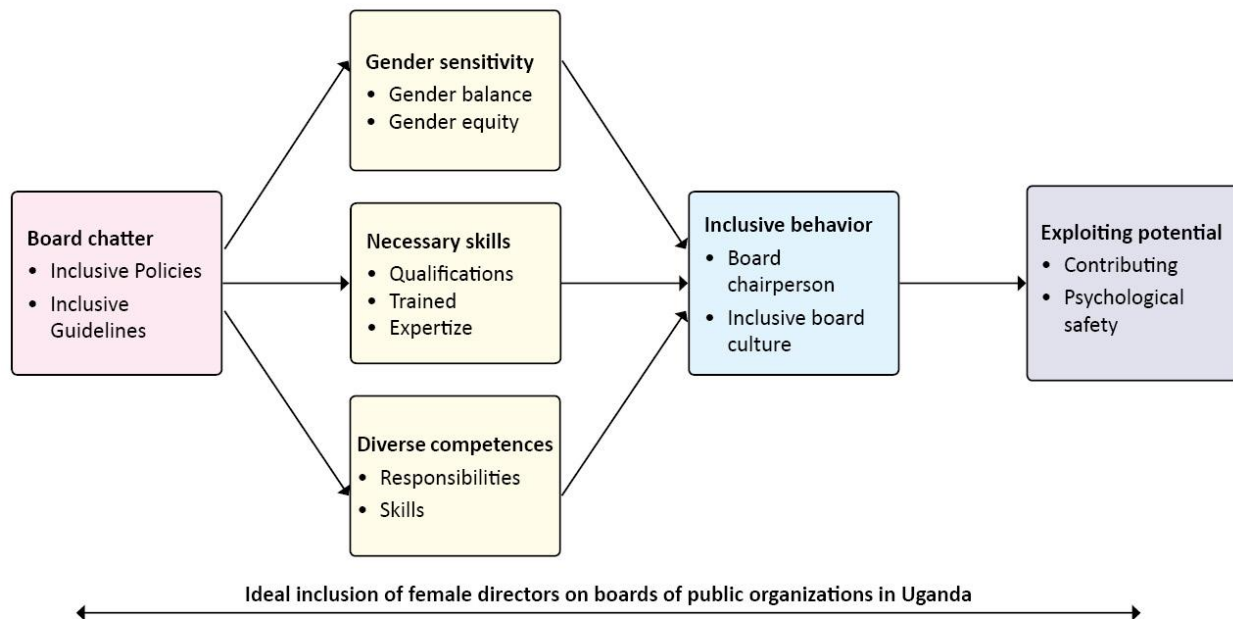 Board chatter
• Inclusive Policies
• Inclusive
Guidelines
Gender sensitivity
• Gender balance
• Gender equity
Necessary skills
• Qualifications
• Trained
• Expertize
Diverse competences
• Responsibilities
• Skills
Inclusive behavior
• Board
chairperson
• Inclusive board
culture
Exploiting potential
• Contributing
• Psychological
safety
Ideal inclusion of female directors on boards of public organizations in Uganda